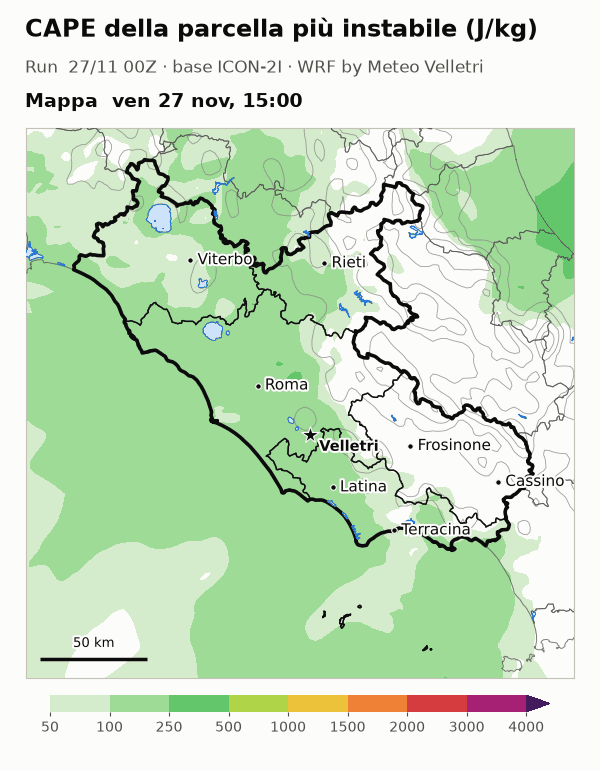 CAPE della parcella più instabile (J/kg)
Run  27/11 00Z · base ICON-2I · WRF by Meteo Velletri
Mappa  ven 27 nov, 15:00
Viterbo
Rieti
Roma
Velletri
Frosinone
Latina
Cassino
Terracina
50 km
50 100 250 500 1000 1500 2000 3000 4000